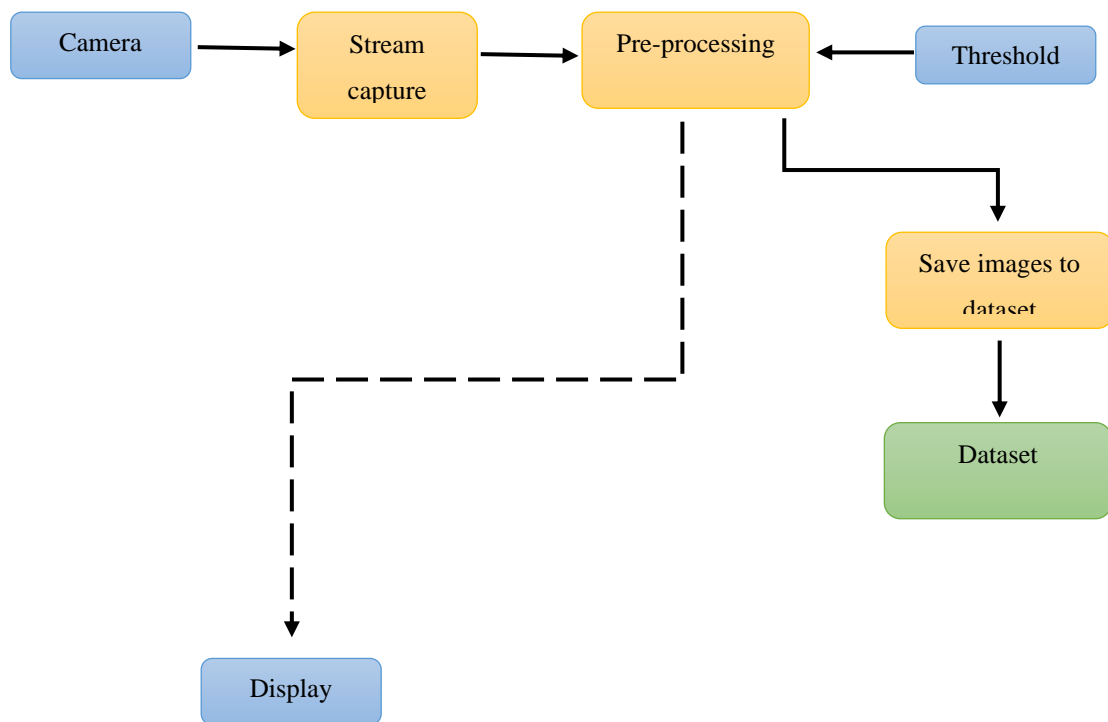 Camera
Stream
capture
Pre-processing
Threshold
Save images to
dataset
Dataset
Display